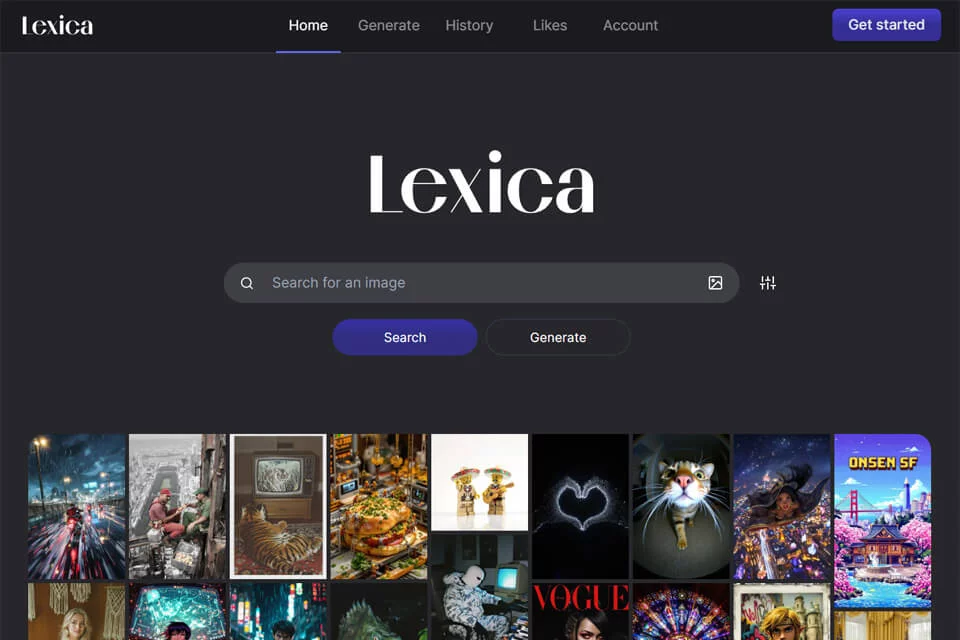 Lexica
Home Generate History Likes Account
Get started
Lexica
Search for an image
Search
Generate
ONSEN SF
VOGUE